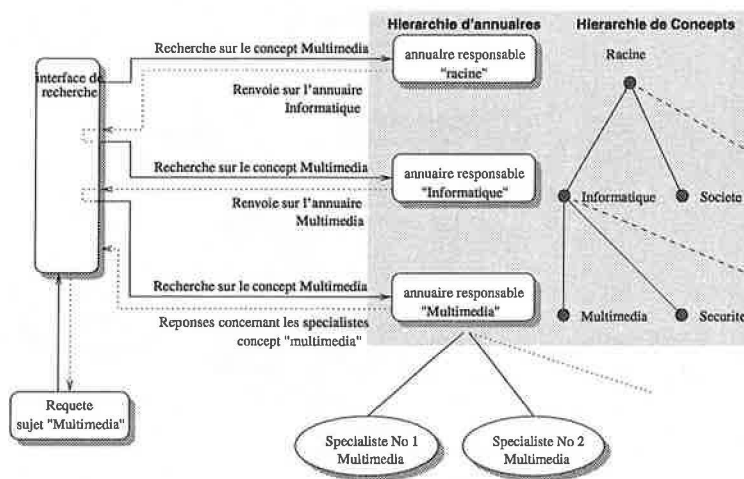 Hierarchie d'annuaires
Hierarchie de Concepts
Recherche sur le concept Multimedia
annuaire responsable
"racine"
Racine
interface de
recherche
Renvoie sur l'annuaire
Informatique
Recherche sur le concept Multimedia
annuaire responsable
"Informatique"
Informatique
Societe
Renvoie sur l'annuaire
Multimedia
Recherche sur le concept Multimedia
annuaire responsable
"Multimedia"
Multimedia
Securite
Reponses concernant les specialistes
concept "multimedia"
Requete
sujet "Multimedia"
Specialiste No 1
Multimedia
Specialiste No 2
Multimedia